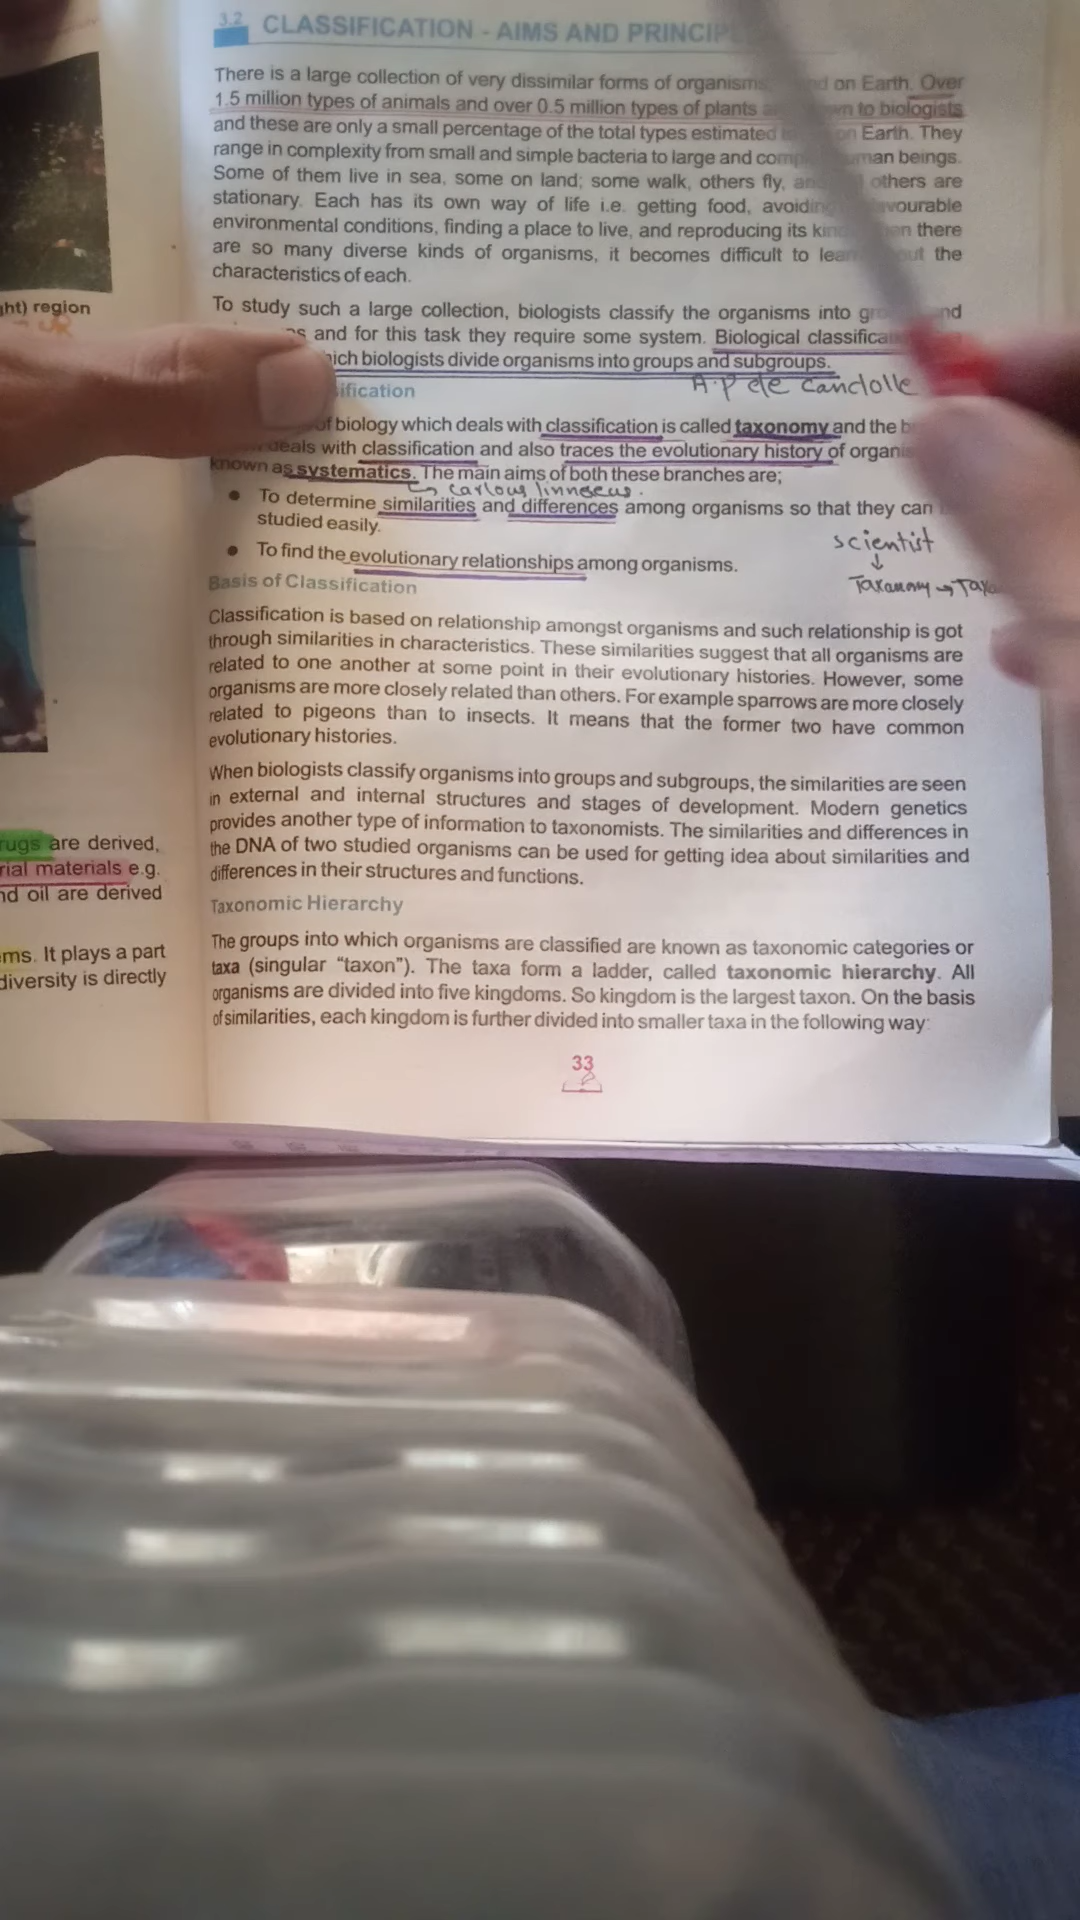 ht) region
rugs are derived,
rial materials e.g.
nd oil are derived
ms. It plays a part
diversity is directly
3.2 CLASSIFICATION - AIMS AND PRINCIP
There is a large collection of very dissimilar forms of organisms on Earth. Over
1.5 million types of animals and over 0.5 million types of plants to biologists
and these are only a small percentage of the total types estimated on Earth. They
range in complexity from small and simple bacteria to large and beings.
Some of them live in sea, some on land; some walk, others fly, others are
stationary. Each has its own way of life i.e. getting food, avoiding
environmental conditions, finding a place to live, and reproducing its there
are so many diverse kinds of organisms, it becomes difficult to the
characteristics of each.
To study such a large collection, biologists classify the organisms into
and for this task they require some system. Biological
biologists divide organisms into groups and subgroups.
A.P de Candolle
ification
of biology which deals with classification is called taxonomy and the
deals with classification and also traces the evolutionary history of
known as systematics. The main aims of both these branches are;
carlous linnaeus.
• To determine similarities and differences among organisms so that they can
studied easily.
scientist
↓
• To find the evolutionary relationships among organisms.
Taxanomy →
Basis of Classification
Classification is based on relationship amongst organisms and such relationship is got
through similarities in characteristics. These similarities suggest that all organisms are
related to one another at some point in their evolutionary histories. However, some
organisms are more closely related than others. For example sparrows are more closely
related to pigeons than to insects. It means that the former two have common
evolutionary histories.
When biologists classify organisms into groups and subgroups, the similarities are seen
in external and internal structures and stages of development. Modern genetics
provides another type of information to taxonomists. The similarities and differences in
the DNA of two studied organisms can be used for getting idea about similarities and
differences in their structures and functions.
Taxonomic Hierarchy
The groups into which organisms are classified are known as taxonomic categories or
taxa (singular “taxon”). The taxa form a ladder, called taxonomic hierarchy. All
organisms are divided into five kingdoms. So kingdom is the largest taxon. On the basis
of similarities, each kingdom is further divided into smaller taxa in the following way:
33